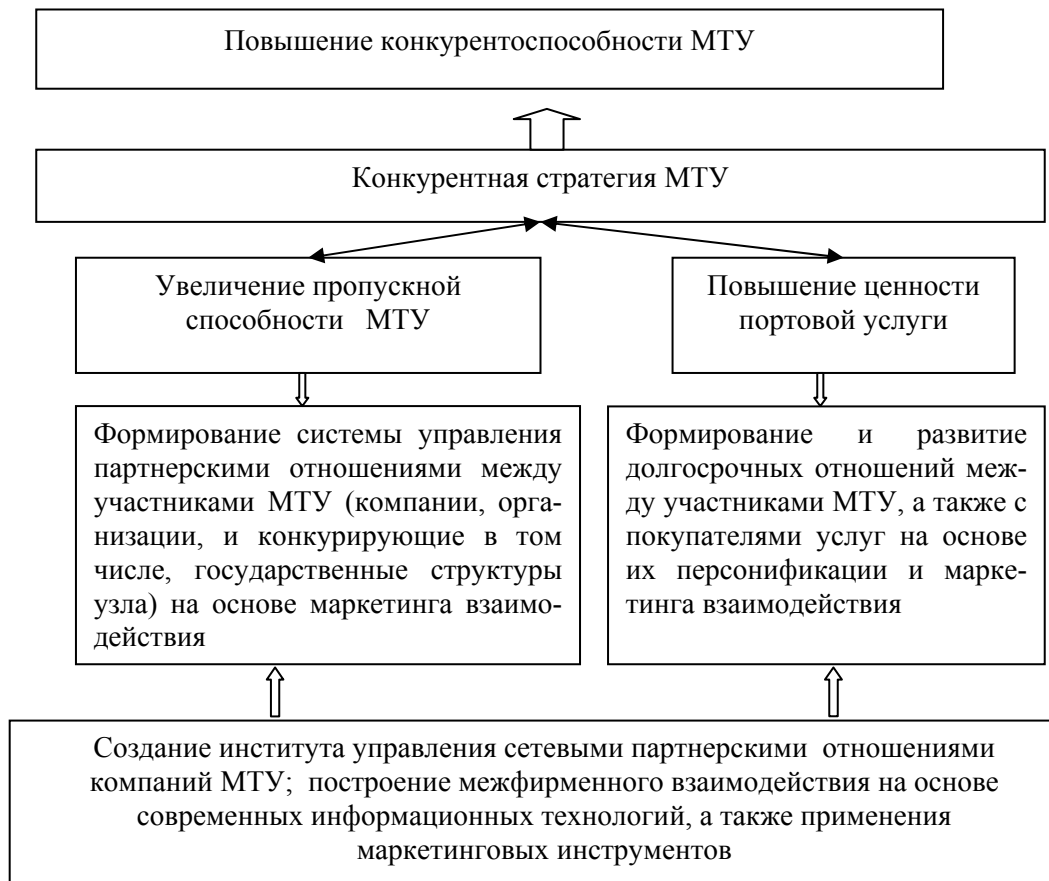 Повышение конкурентоспособности МТУ
Конкурентная стратегия МТУ
Увеличение пропускной
способности МТУ
Повышение ценности
портовой услуги
Формирование системы управления
партнерскими отношениями между
участниками МТУ (компании, орга-
низации, и конкурирующие в том
числе, государственные структуры
узла) на основе маркетинга взаимо-
действия
Формирование и развитие
долгосрочных отношений меж-
ду участниками МТУ, а также с
покупателями услуг на основе
их персонификации и марке-
тинга взаимодействия
Создание института управления сетевыми партнерскими отношениями
компаний МТУ; построение межфирменного взаимодействия на основе
современных информационных технологий, а также применения
маркетинговых инструментов